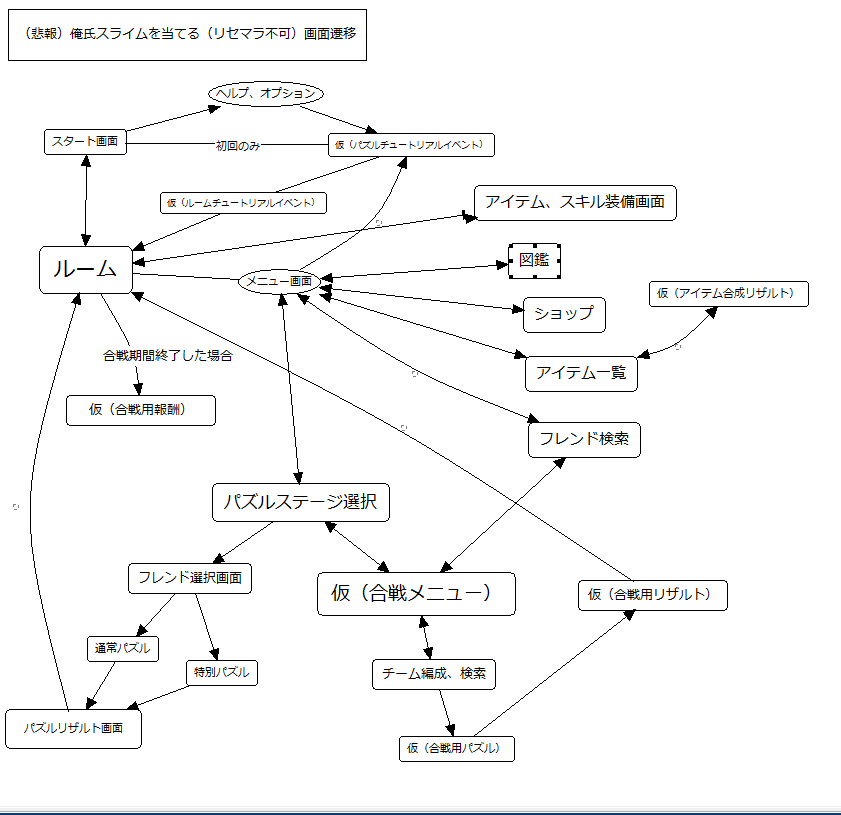 （悲報）俺氏スライムを当てる（リセマラ不可）画面遷移
ヘルプ、オプション
スタート画面
初回のみ
仮（パズルチュートリアルイベント）
仮（ルームチュートリアルイベント）
アイテム、スキル装備画面
ルーム
メニュー画面
図鑑
ショップ
仮（アイテム合成リザルト）
合戦期間終了した場合
アイテム一覧
仮（合戦用報酬）
フレンド検索
パズルステージ選択
フレンド選択画面
仮（合戦メニュー）
仮（合戦用リザルト）
通常パズル
特別パズル
チーム編成、検索
パズルリザルト画面
仮（合戦用パズル）